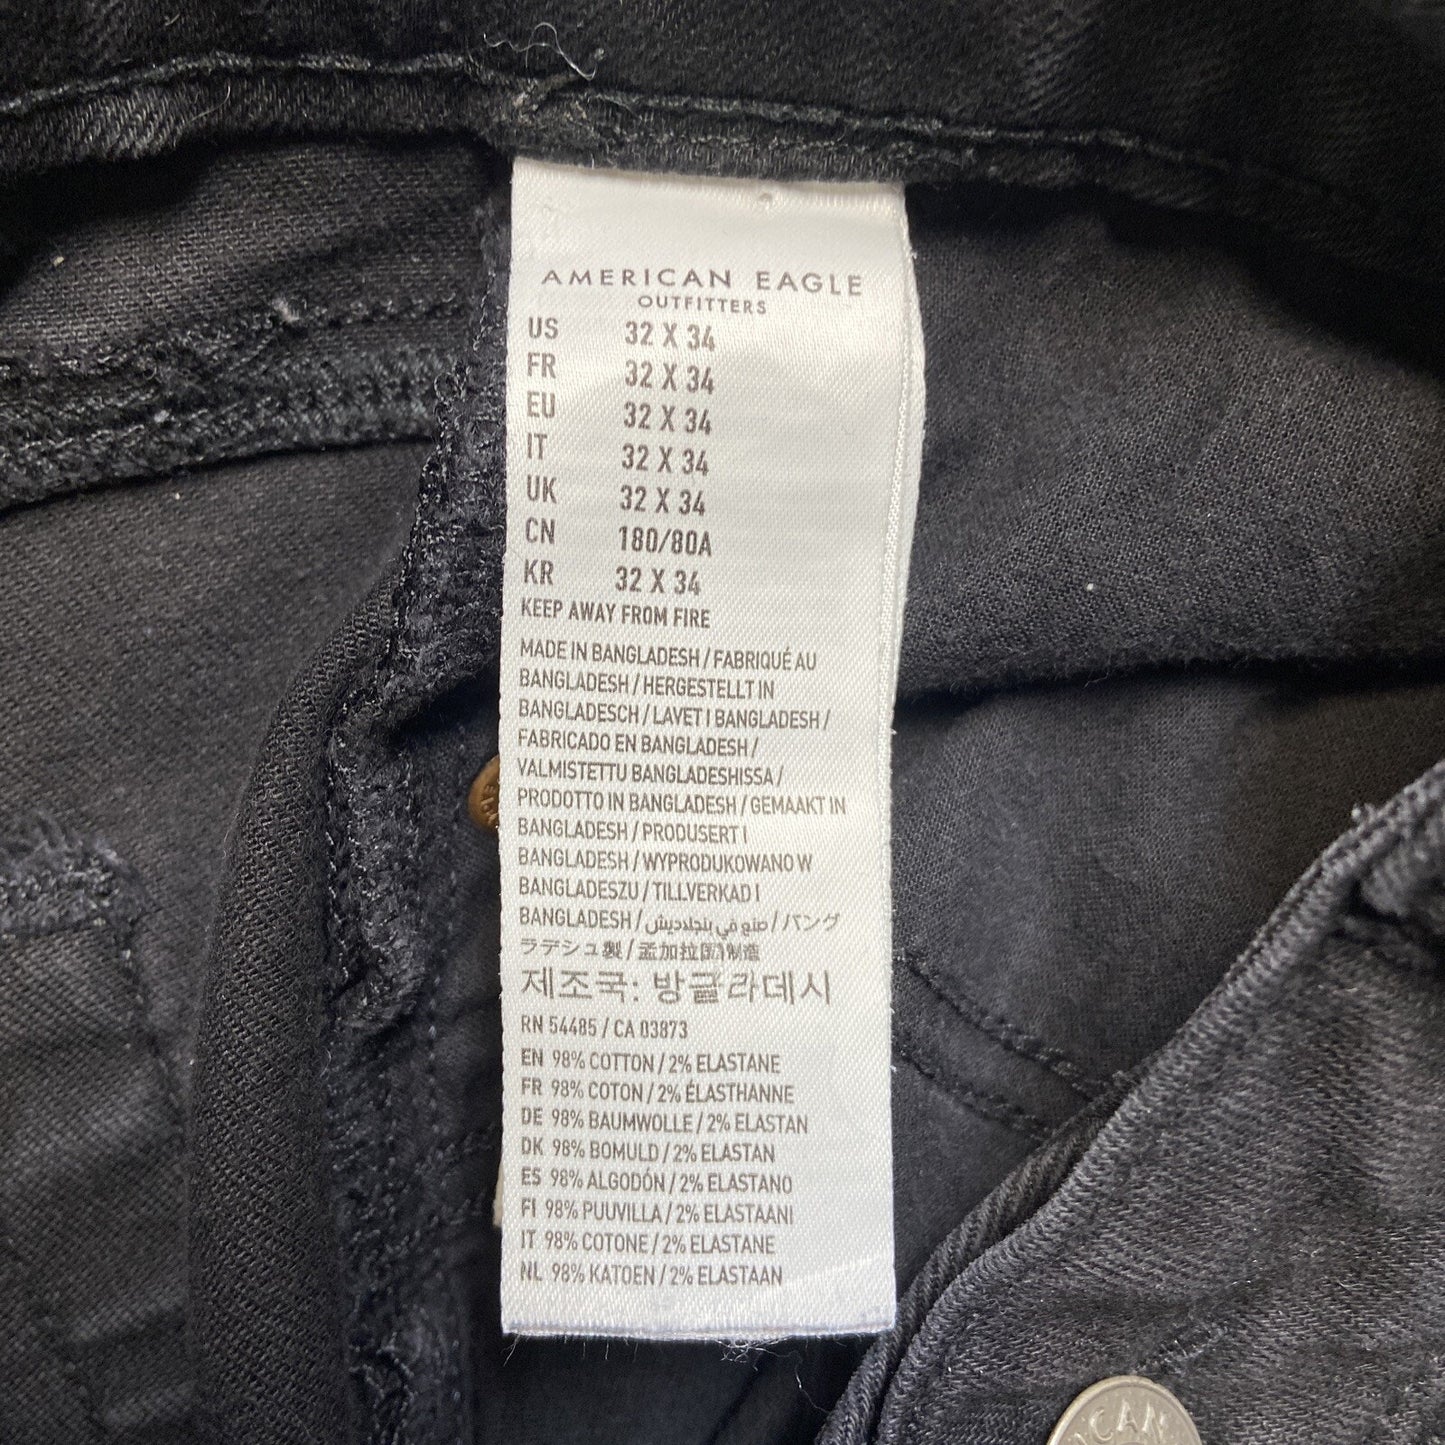 AMERICAN EAGLE
OUTFITTERS
US 32 X 34
FR 32 X 34
EU 32 X 34
IT 32 X 34
UK 32 X 34
CN 180/80A
KR 32 X 34
KEEP AWAY FROM FIRE
MADE IN BANGLADESH / FABRIQUÉ AU
BANGLADESH / HERGESTELLT IN
BANGLADESCH / LAVET I BANGLADESH /
FABRICADO EN BANGLADESH /
VALMISTETTU BANGLADESHISSA /
PRODOTTO IN BANGLADESH / GEMAAKT IN
BANGLADESH / PRODUSERT I
BANGLADESH / WYPRODUKOWANO W
BANGLADESZU / TILLVERKAD I
BANGLADESH / صنع في بنجلاديش / バング
ラデシュ製 / 孟加拉国制造
제조국: 방글라데시
RN 54485 / CA 03873
EN 98% COTTON / 2% ELASTANE
FR 98% COTON / 2% ÉLASTHANNE
DE 98% BAUMWOLLE / 2% ELASTAN
DK 98% BOMULD / 2% ELASTAN
ES 98% ALGODÓN / 2% ELASTANO
FI 98% PUUVILLA / 2% ELASTAANI
IT 98% COTONE / 2% ELASTANE
NL 98% KATOEN / 2% ELASTAAN